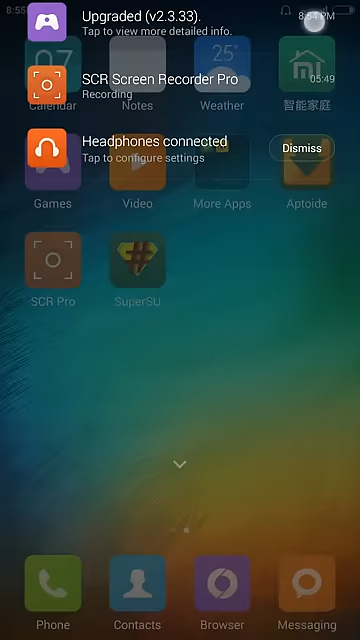 8:55
Upgraded (v2.3.33).
8:54 PM
Tap to view more detailed info.
07
25°
SCR Screen Recorder Pro
05:49
Recording
Calendar
Notes
Weather
智能家庭
Headphones connected
Tap to configure settings
Dismiss
Games
Video
More Apps
Aptoide
SCR Pro
SuperSU
Phone
Contacts
Browser
Messaging